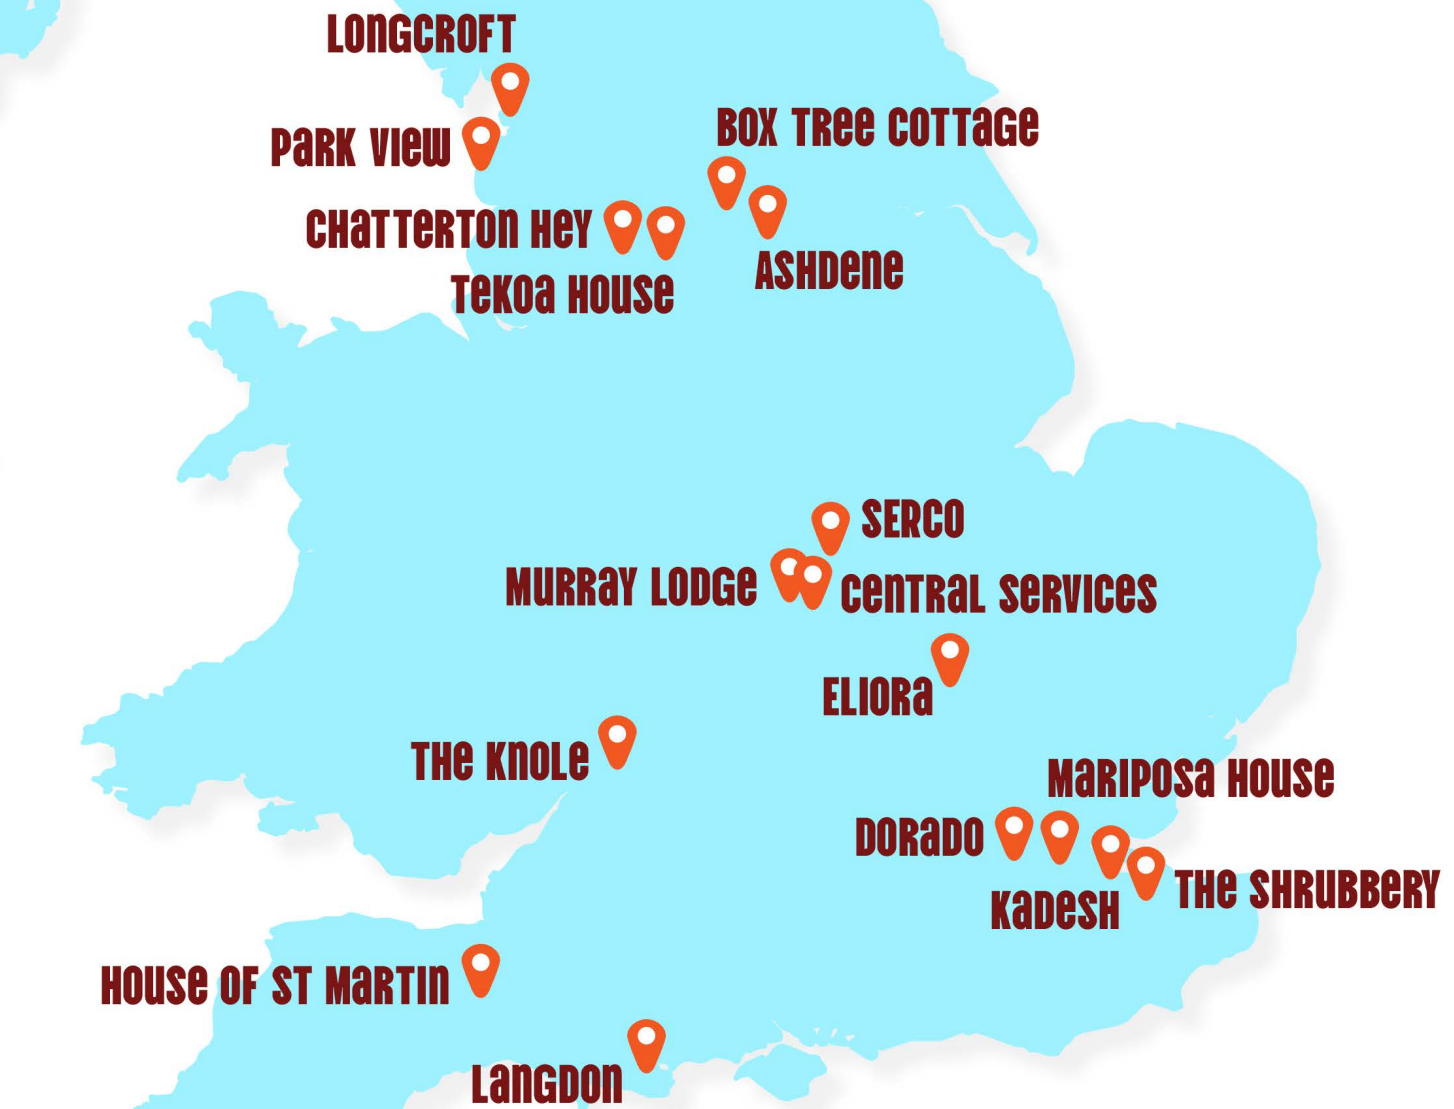 LONGCROFT
BOX TREE COTTAGE
PARK VIEW
CHATTERTON HEY
ASHDENE
TEKOA HOUSE
SERCO
MURRAY LODGE
CENTRAL SERVICES
ELIORA
THE KNOLE
MARIPOSA HOUSE
DORADO
THE SHRUBBERY
KADESH
HOUSE OF ST MARTIN
LANGDON